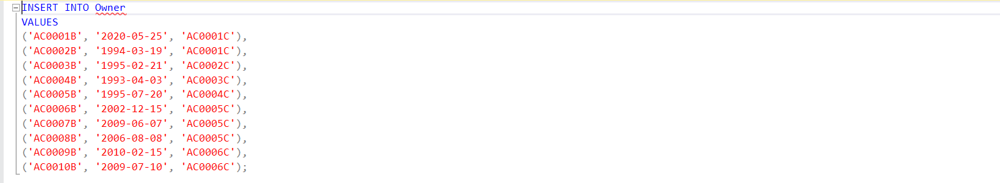 INSERT INTO Owner
VALUES
('AC0001B', '2020-05-25', 'AC0001C'),
('AC0002B', '1994-03-19', 'AC0001C'),
('AC0003B', '1995-02-21', 'AC0002C'),
('AC0004B', '1993-04-03', 'AC0003C'),
('AC0005B', '1995-07-20', 'AC0004C'),
('AC0006B', '2002-12-15', 'AC0005C'),
('AC0007B', '2009-06-07', 'AC0005C'),
('AC0008B', '2006-08-08', 'AC0005C'),
('AC0009B', '2010-02-15', 'AC0006C'),
('AC0010B', '2009-07-10', 'AC0006C');